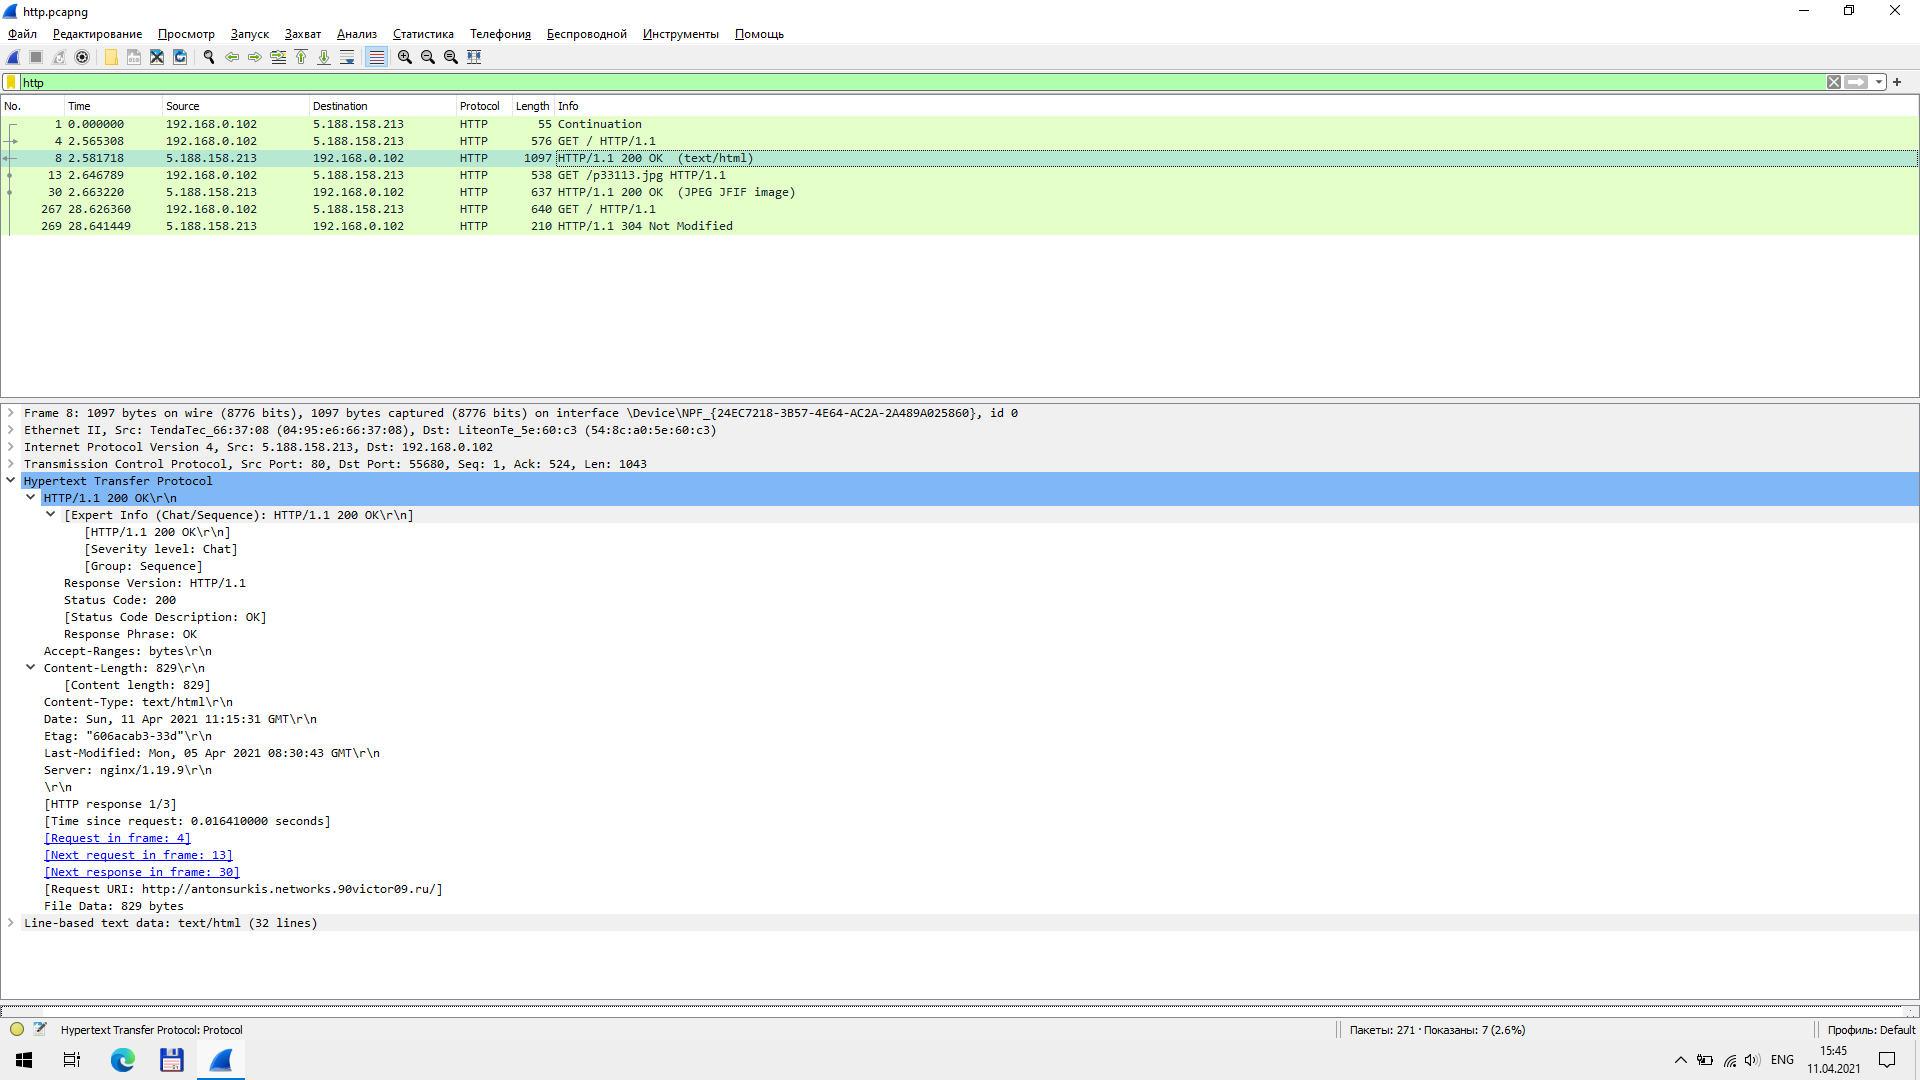 http.pcapng
Файл Редактирование Просмотр Запуск Захват Анализ Статистика Телефония Беспроводной Инструменты Помощь
http
No. Time Source Destination Protocol Length Info
1 0.000000 192.168.0.102 5.188.158.213 HTTP 55 Continuation
4 2.565308 192.168.0.102 5.188.158.213 HTTP 576 GET / HTTP/1.1
8 2.581718 5.188.158.213 192.168.0.102 HTTP 1097 HTTP/1.1 200 OK (text/html)
13 2.646789 192.168.0.102 5.188.158.213 HTTP 538 GET /p33113.jpg HTTP/1.1
30 2.663220 5.188.158.213 192.168.0.102 HTTP 637 HTTP/1.1 200 OK (JPEG JFIF image)
267 28.626360 192.168.0.102 5.188.158.213 HTTP 640 GET / HTTP/1.1
269 28.641449 5.188.158.213 192.168.0.102 HTTP 210 HTTP/1.1 304 Not Modified
Frame 8: 1097 bytes on wire (8776 bits), 1097 bytes captured (8776 bits) on interface \Device\NPF_{24EC7218-3B57-4E64-AC2A-2A489A025860}, id 0
Ethernet II, Src: TendaTec_66:37:08 (04:95:e6:66:37:08), Dst: LiteonTe_5e:60:c3 (54:8c:a0:5e:60:c3)
Internet Protocol Version 4, Src: 5.188.158.213, Dst: 192.168.0.102
Transmission Control Protocol, Src Port: 80, Dst Port: 55680, Seq: 1, Ack: 524, Len: 1043
Hypertext Transfer Protocol
HTTP/1.1 200 OK\r\n
[Expert Info (Chat/Sequence): HTTP/1.1 200 OK\r\n]
[HTTP/1.1 200 OK\r\n]
[Severity level: Chat]
[Group: Sequence]
Response Version: HTTP/1.1
Status Code: 200
[Status Code Description: OK]
Response Phrase: OK
Accept-Ranges: bytes\r\n
Content-Length: 829\r\n
[Content length: 829]
Content-Type: text/html\r\n
Date: Sun, 11 Apr 2021 11:15:31 GMT\r\n
Etag: "606acab3-33d"\r\n
Last-Modified: Mon, 05 Apr 2021 08:30:43 GMT\r\n
Server: nginx/1.19.9\r\n
\r\n
[HTTP response 1/3]
[Time since request: 0.016410000 seconds]
[Request in frame: 4]
[Next request in frame: 13]
[Next response in frame: 30]
[Request URI: http://antonsurkis.networks.90victor09.ru/]
File Data: 829 bytes
Line-based text data: text/html (32 lines)
Hypertext Transfer Protocol: Protocol
Пакеты: 271 · Показаны: 7 (2.6%)
Профиль: Default
ENG
15:45
11.04.2021